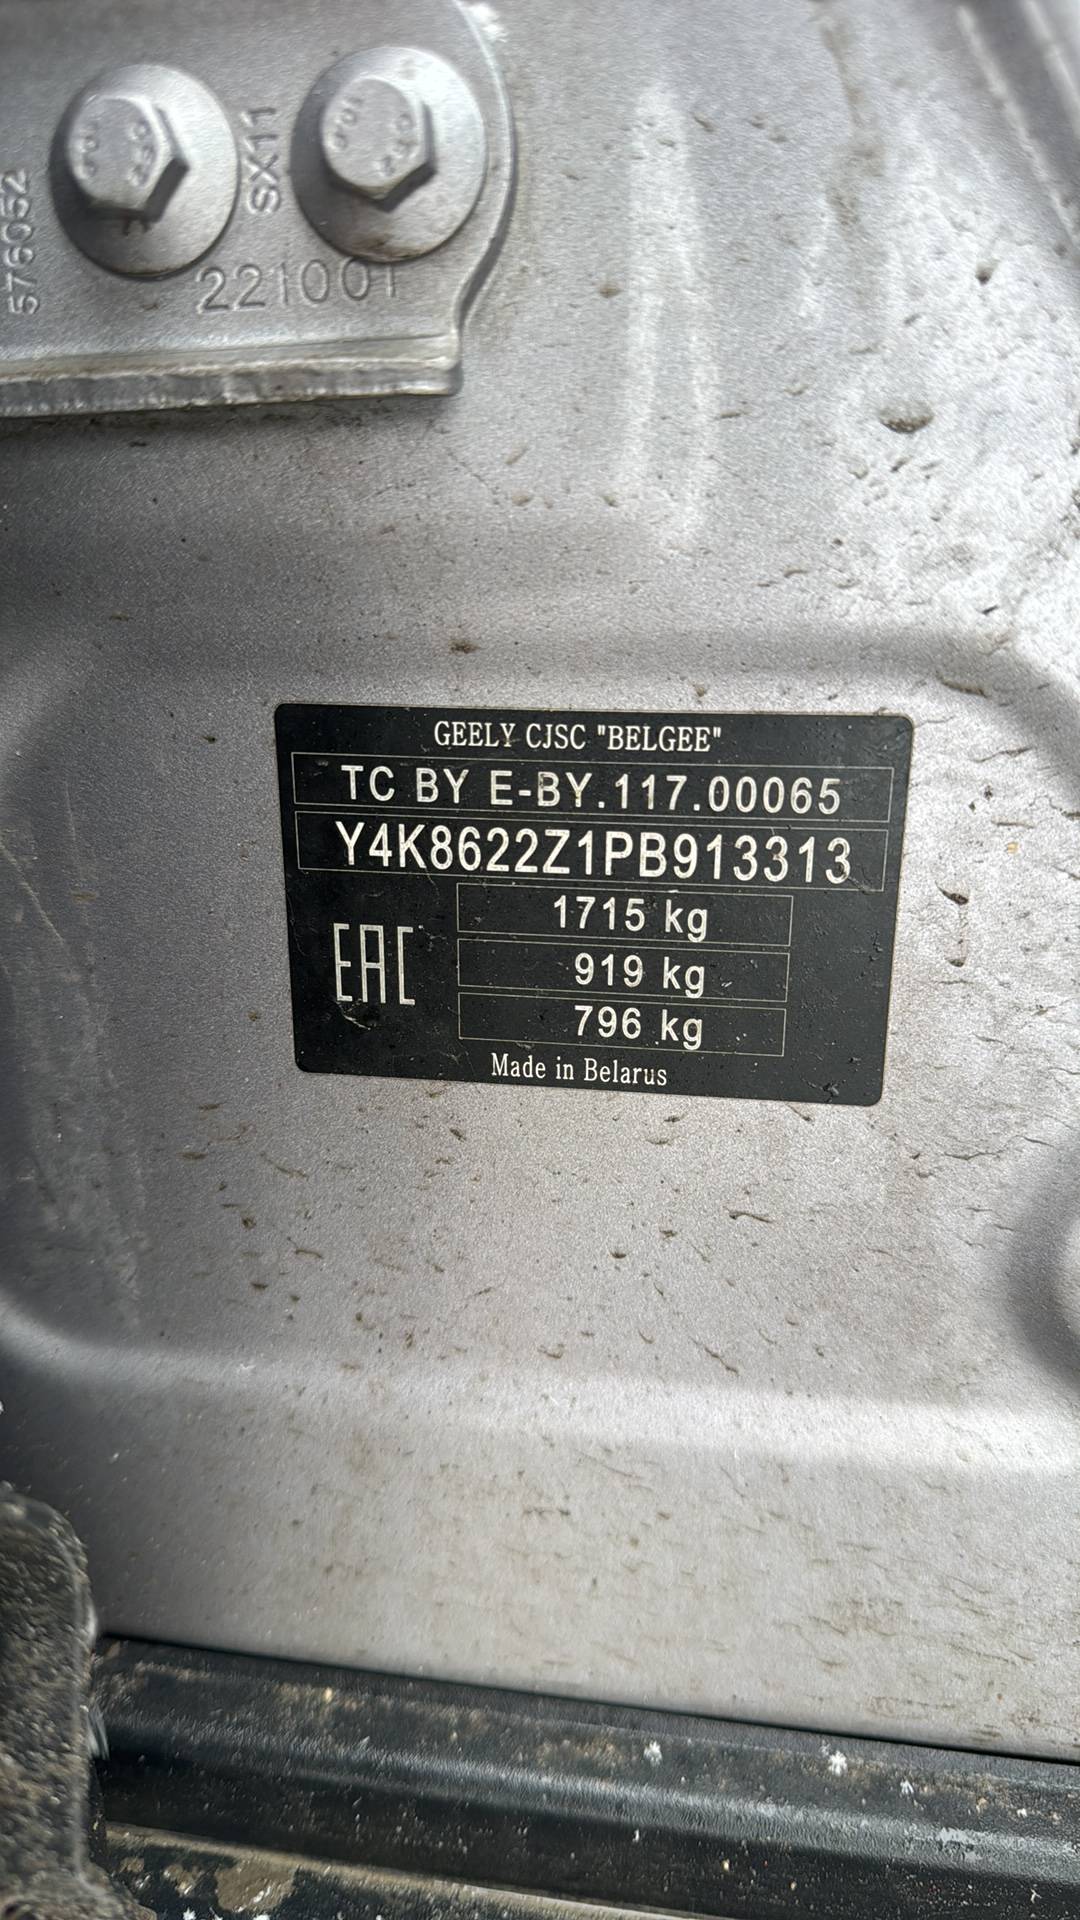 576052
SX11
221001
GEELY CJSC "BELGEE"
TC BY E-BY.117.00065
Y4K8622Z1PB913313
EAC
1715 kg
919 kg
796 kg
Made in Belarus